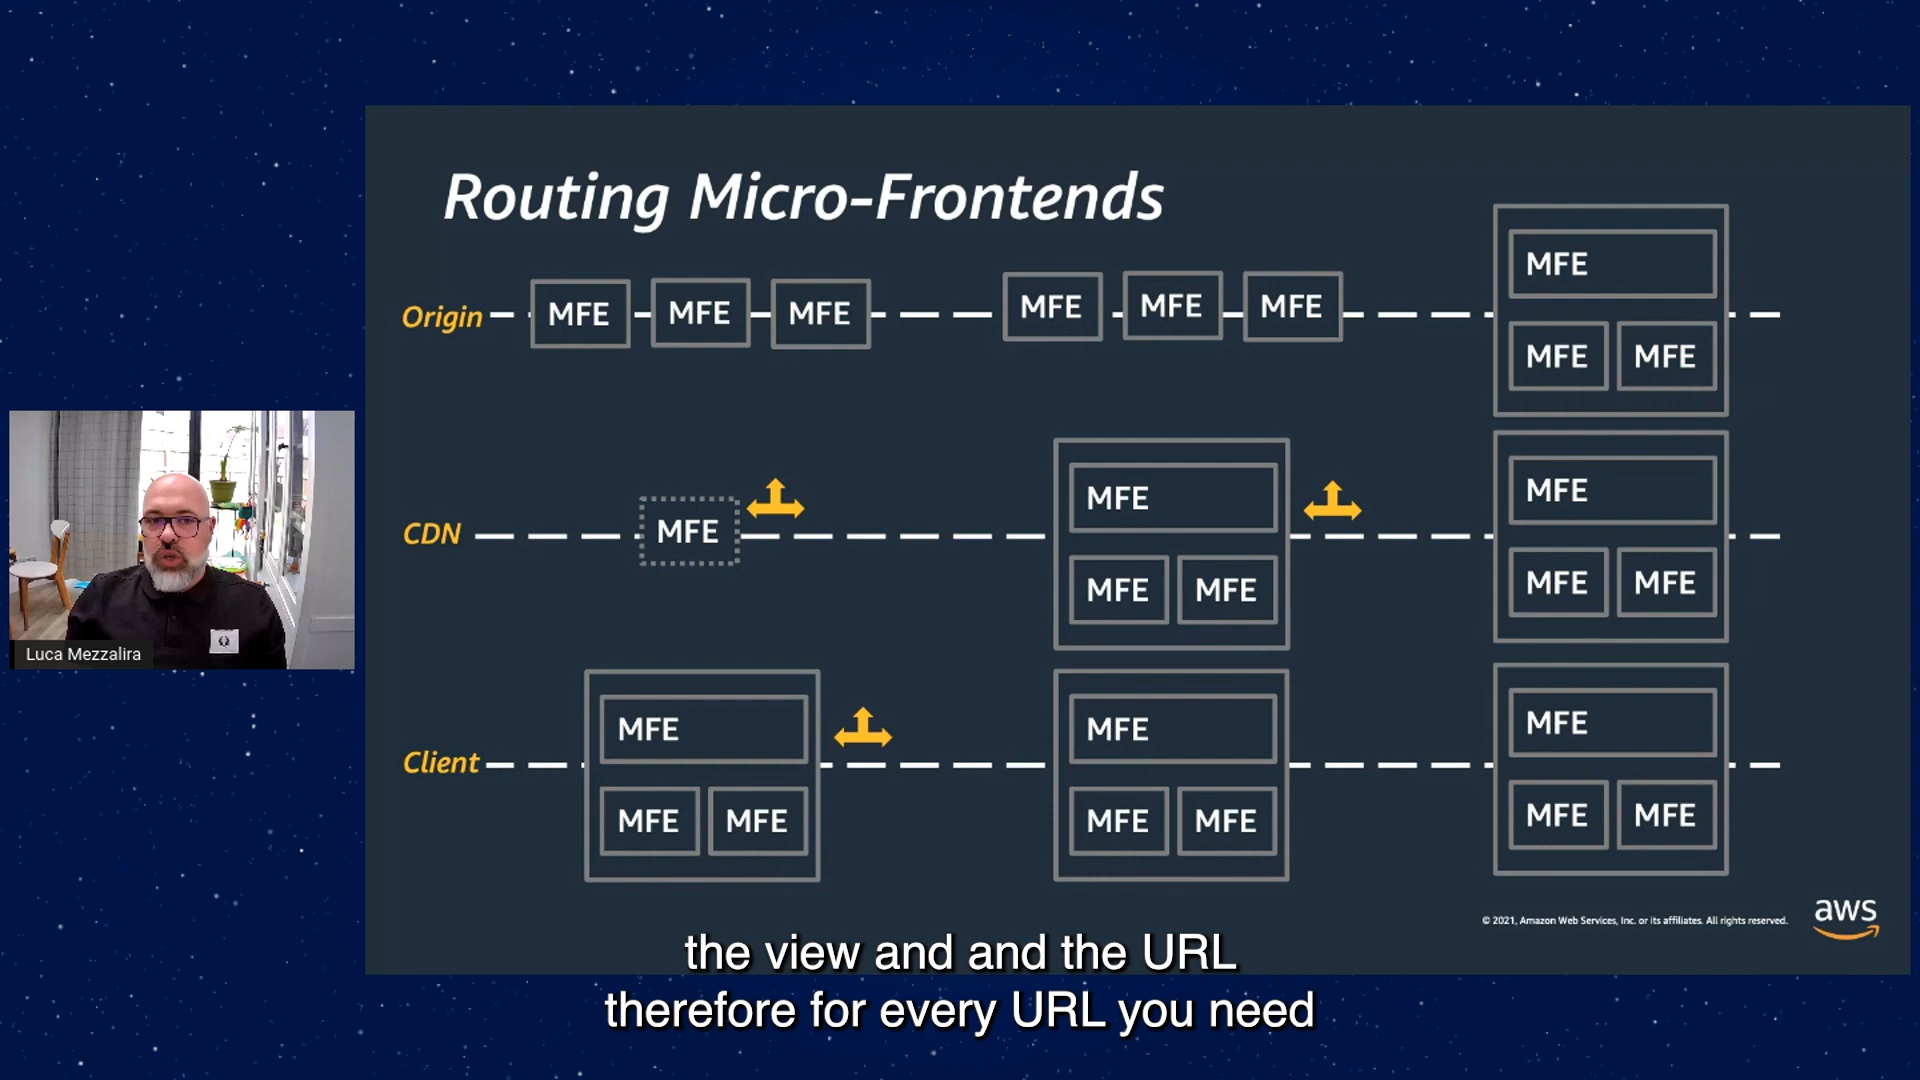 Routing Micro-Frontends
Origin
MFE MFE MFE
MFE MFE MFE
MFE
MFE MFE
CDN
MFE
MFE
MFE MFE
MFE
MFE MFE
Client
MFE
MFE MFE
MFE
MFE MFE
MFE
MFE MFE
Luca Mezzalira
© 2021, Amazon Web Services, Inc. or its affiliates. All rights reserved.
aws
the view and and the URL
therefore for every URL you need